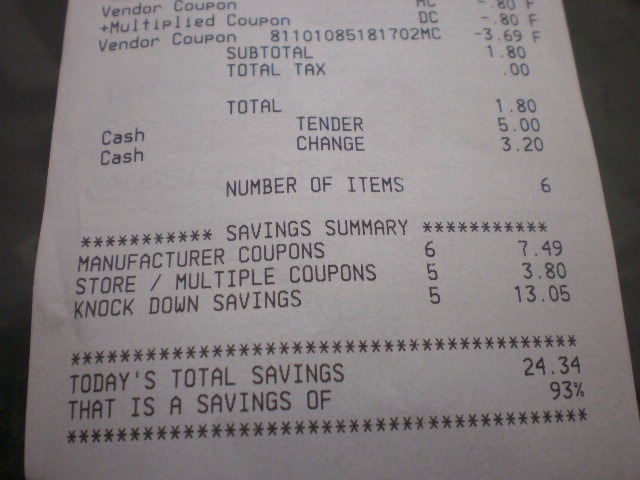 Vendor Coupon MC -.80 F
+Multiplied Coupon DC -.80 F
Vendor Coupon 81101085181702MC -3.69 F
SUBTOTAL 1.80
TOTAL TAX .00
TOTAL 1.80
Cash TENDER 5.00
Cash CHANGE 3.20
NUMBER OF ITEMS 6
*********** SAVINGS SUMMARY ***********
MANUFACTURER COUPONS 6 7.49
STORE / MULTIPLE COUPONS 5 3.80
KNOCK DOWN SAVINGS 5 13.05
******************************************
TODAY'S TOTAL SAVINGS 24.34
THAT IS A SAVINGS OF 93%
******************************************